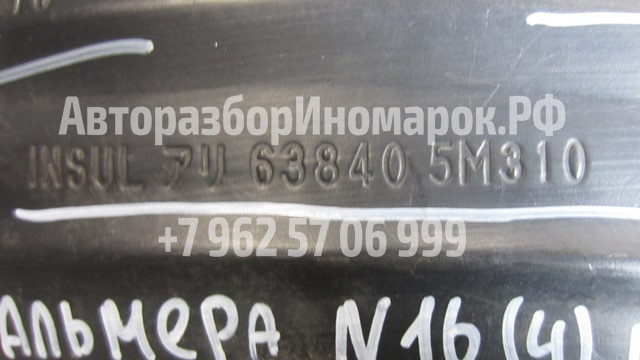 АвторазборИномарок.РФ
INSUL アリ 63840 5M310
+7 962 57 06 999
АЛЬМЕРА N16 (4)